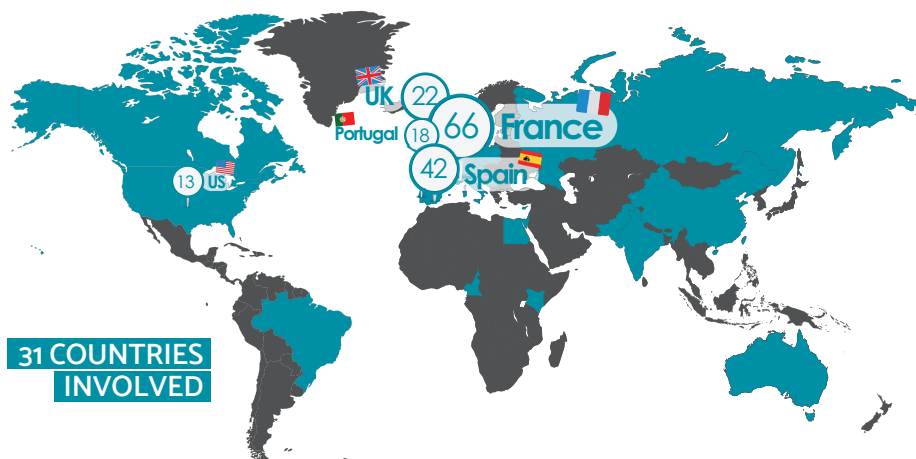 UK 22
Portugal 18
66 France
42 Spain
13 US
31 COUNTRIES
INVOLVED